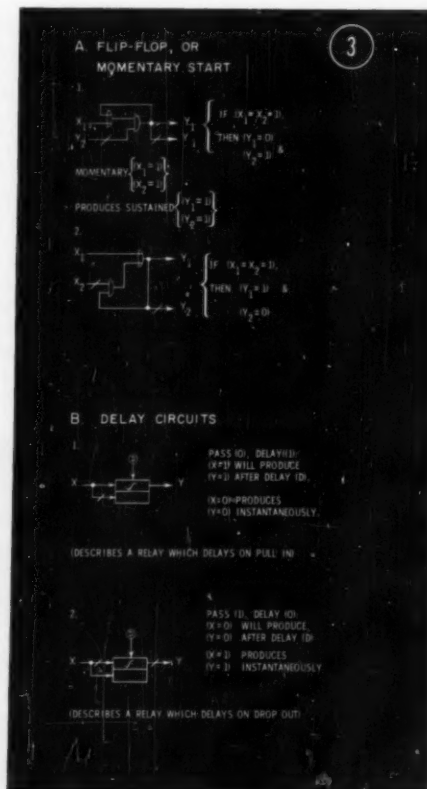 3
A. FLIP-FLOP, OR
MOMENTARY START
1.
X₁
Y₁
MOMENTARY {(X₁ = 1)
(X₂ = 1)}
PRODUCES SUSTAINED {(Y₁ = 1)
(Y₂ = 1)}
IF (X₁ = X₂ = 1),
THEN (Y₁ = 0)
(Y₂ = 1) &
2.
X₁
X₂
Y₁
Y₂
IF (X₁ = X₂ = 1),
THEN (Y₁ = 1) &
(Y₂ = 0)
B. DELAY CIRCUITS
1.
X
Y
PASS (0), DELAY (1):
(X = 1) WILL PRODUCE
(Y = 1) AFTER DELAY (D).
(X = 0) PRODUCES
(Y = 0) INSTANTANEOUSLY.
(DESCRIBES A RELAY WHICH DELAYS ON PULL IN)
2.
X
Y
PASS (1), DELAY (0):
(X = 0) WILL PRODUCE
(Y = 0) AFTER DELAY (D)
(X = 1) PRODUCES
(Y = 1) INSTANTANEOUSLY
(DESCRIBES A RELAY WHICH DELAYS ON DROP OUT)